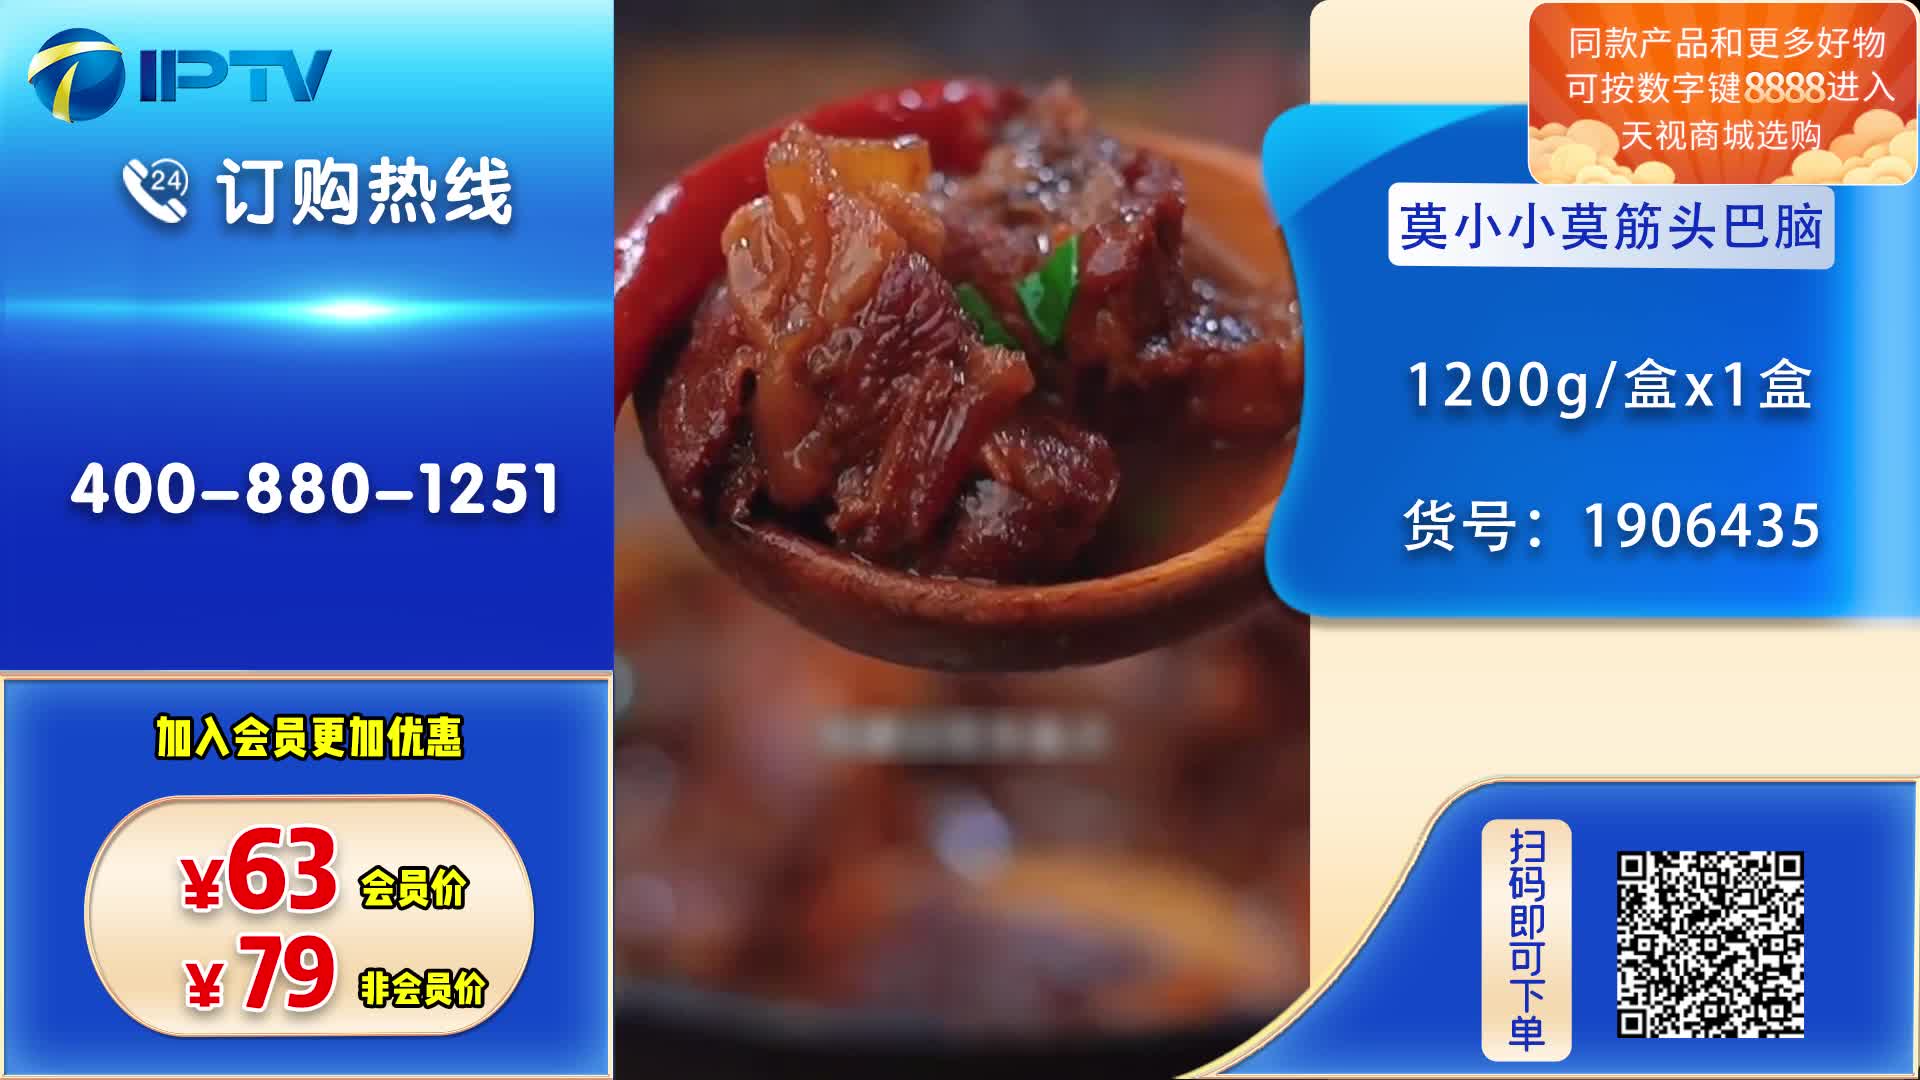 IPTV
24
订购热线
400-880-1251
加入会员更加优惠
¥63 会员价
¥79 非会员价
同款产品和更多好物
可按数字键8888进入
天视商城选购
莫小小莫筋头巴脑
1200g/盒x1盒
货号：1906435
扫码即可下单